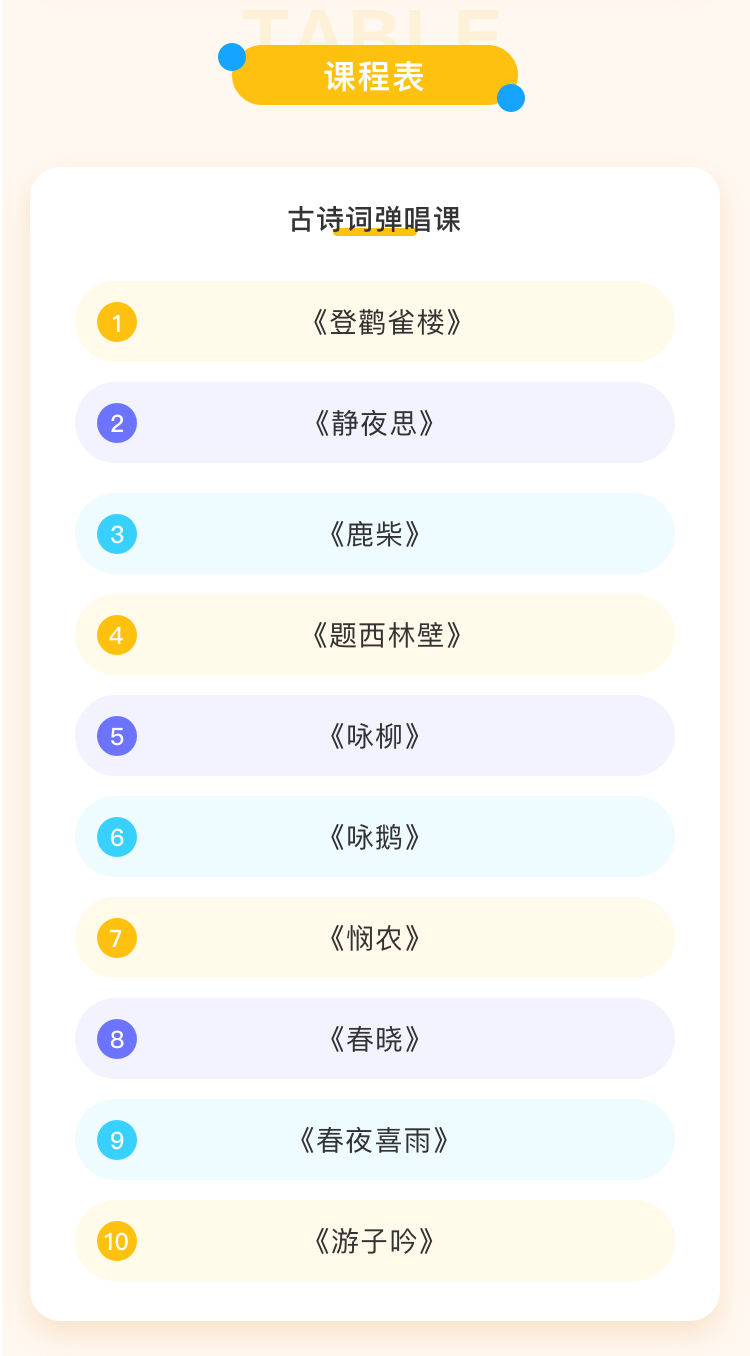 TABLE
课程表
古诗词弹唱课
1 《登鹳雀楼》
2 《静夜思》
3 《鹿柴》
4 《题西林壁》
5 《咏柳》
6 《咏鹅》
7 《悯农》
8 《春晓》
9 《春夜喜雨》
10 《游子吟》